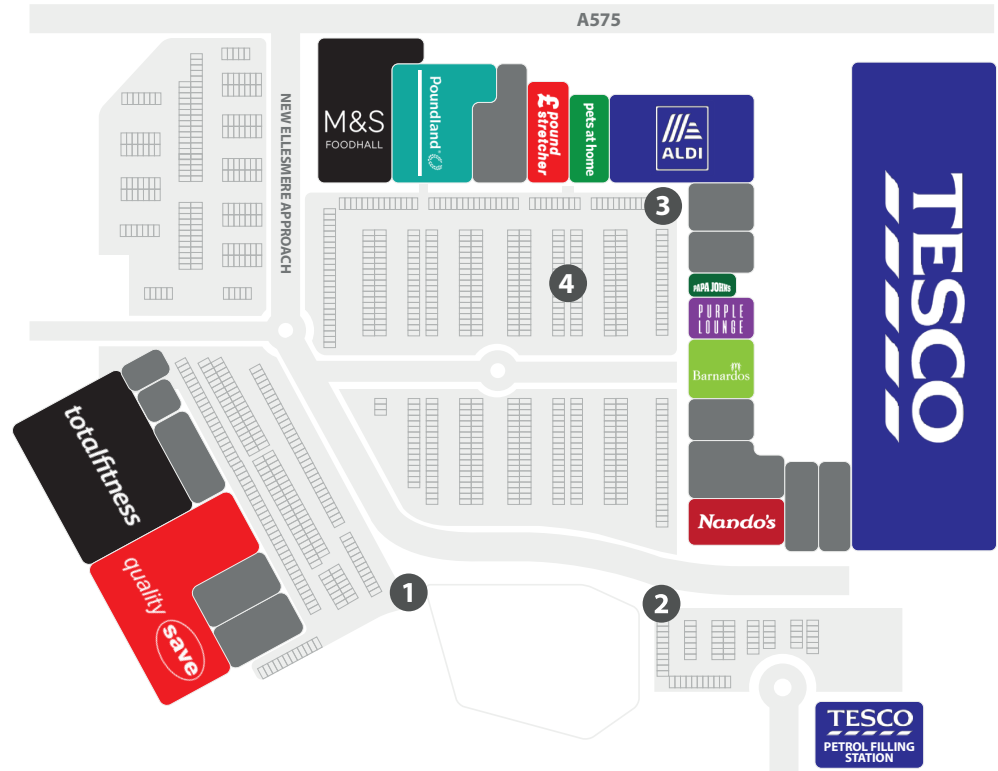 A575
NEW ELLESMERE APPROACH
M&S
FOODHALL
Poundland
£ pound
stretcher
pets at home
ALDI
TESCO
3
4
PAPA JOHNS
PURPLE
LOUNGE
Barnardos
Nando's
totalfitness
quality
save
1
2
TESCO
PETROL FILLING
STATION